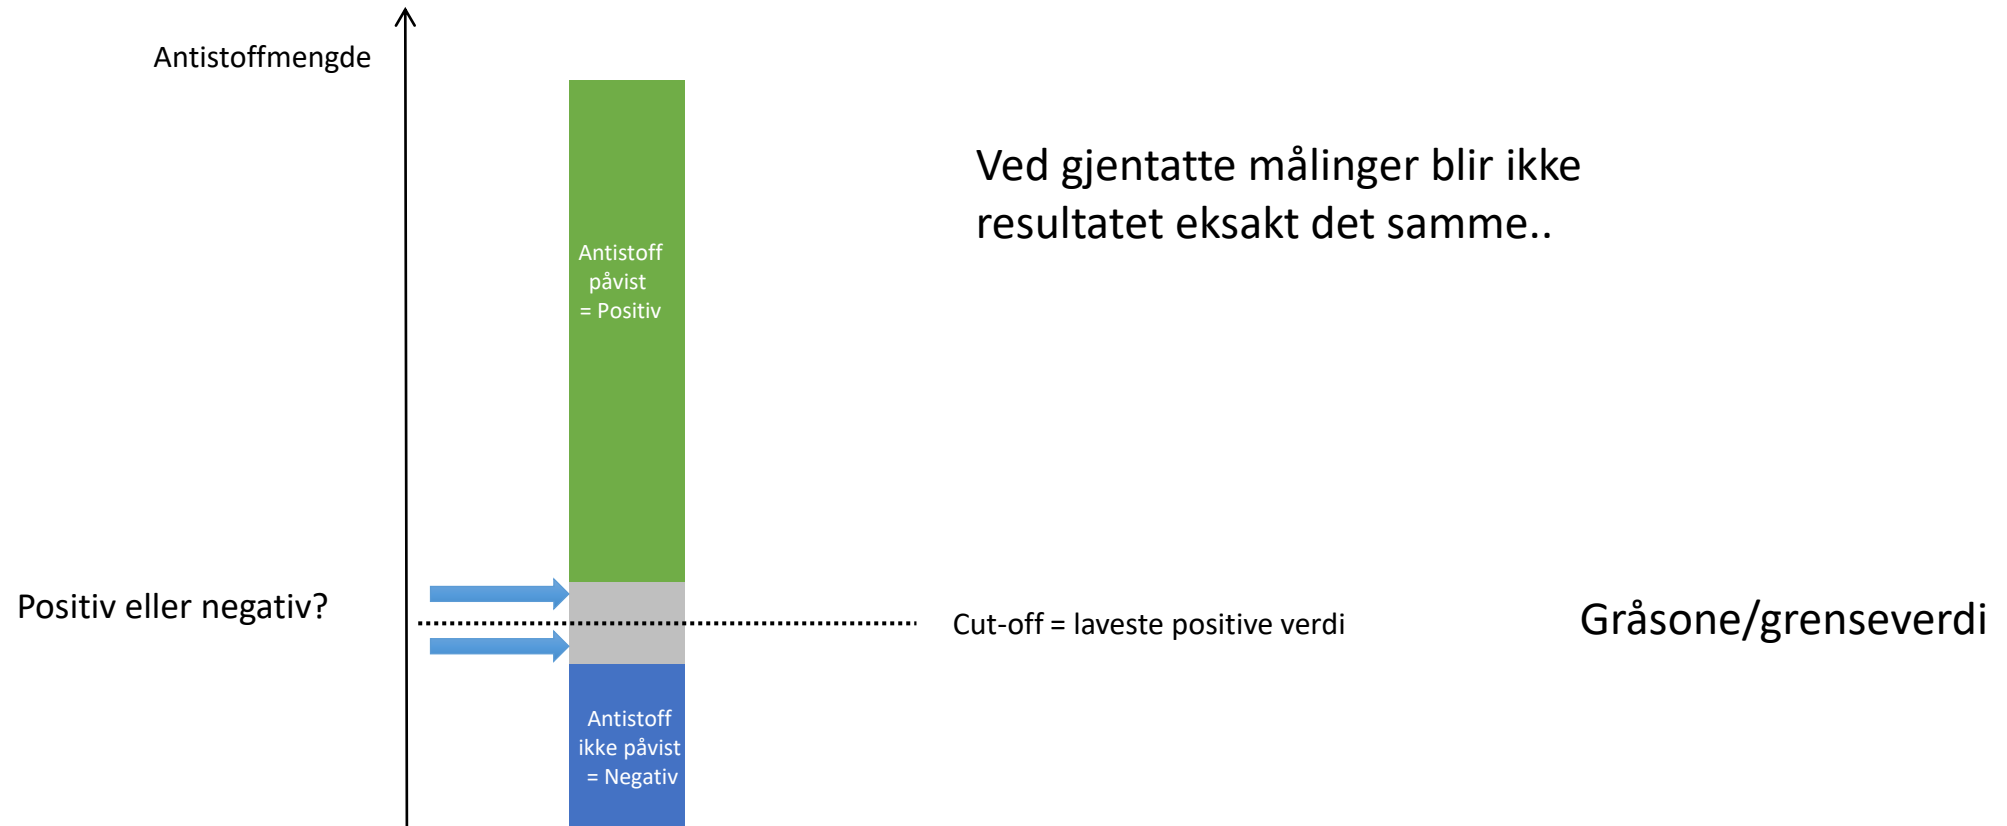 Antistoffmengde
Ved gjentatte målinger blir ikke
resultatet eksakt det samme..
Antistoff
påvist
= Positiv
Positiv eller negativ?
Cut-off = laveste positive verdi
Gråsone/grenseverdi
Antistoff
ikke påvist
= Negativ